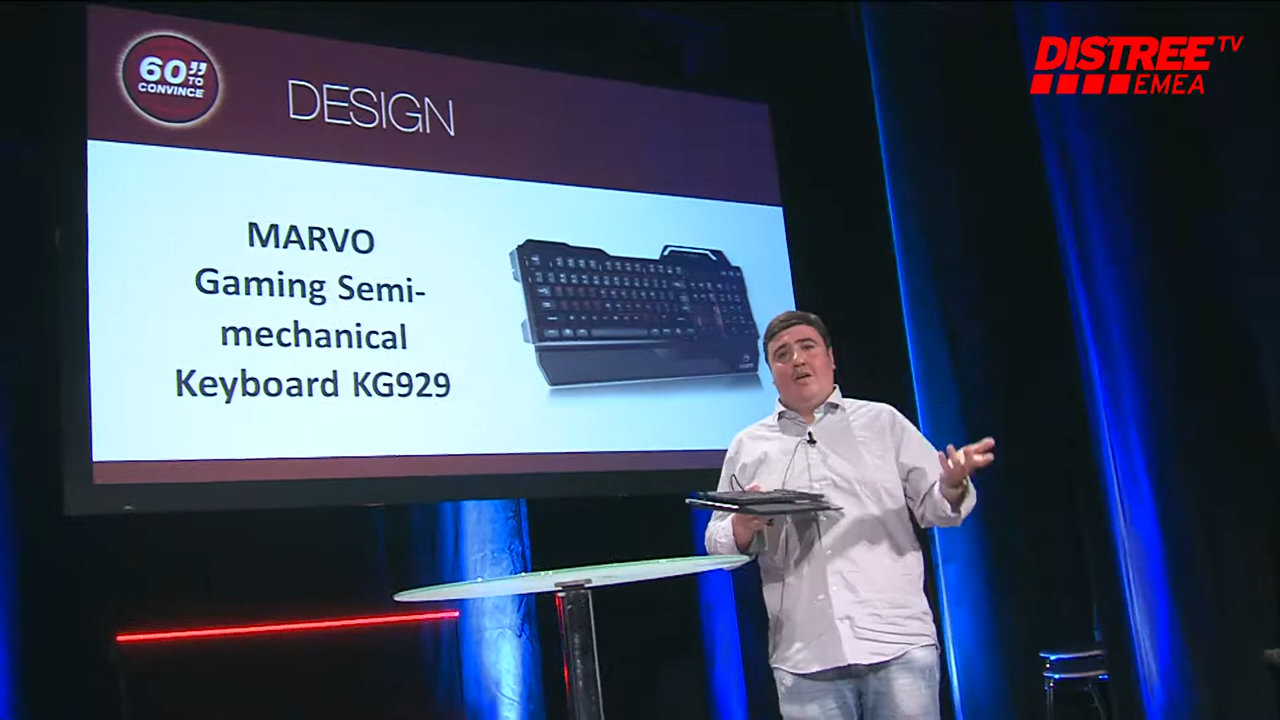 60” TO
CONVINCE
DESIGN
MARVO
Gaming Semi-
mechanical
Keyboard KG929
DISTREE TV
EMEA